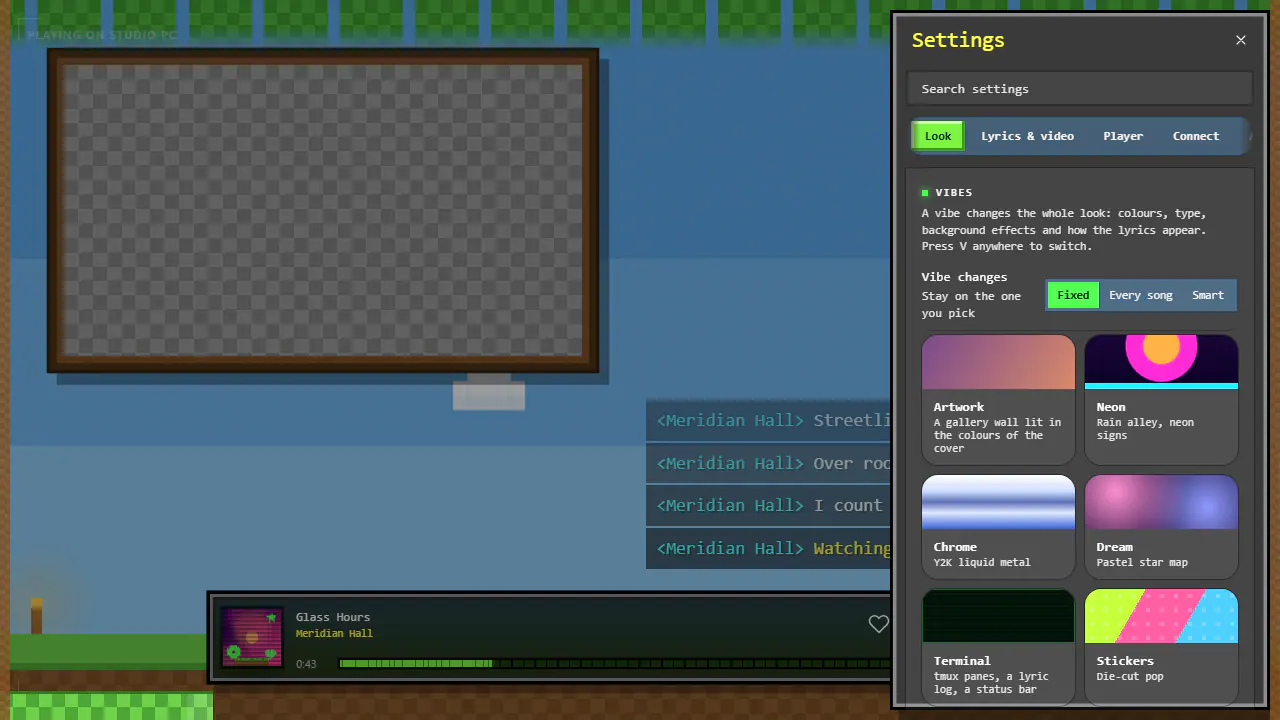 PLAYING ON STUDIO PC
<Meridian Hall> Streetli
<Meridian Hall> Over roo
<Meridian Hall> I count
<Meridian Hall> Watching
Glass Hours
Meridian Hall
0:43
Settings
Search settings
Look
Lyrics & video
Player
Connect
VIBES
A vibe changes the whole look: colours, type,
background effects and how the lyrics appear.
Press V anywhere to switch.
Vibe changes
Stay on the one
you pick
Fixed
Every song
Smart
Artwork
A gallery wall lit in
the colours of the
cover
Neon
Rain alley, neon
signs
Chrome
Y2K liquid metal
Dream
Pastel star map
Terminal
tmux panes, a lyric
log, a status bar
Stickers
Die-cut pop